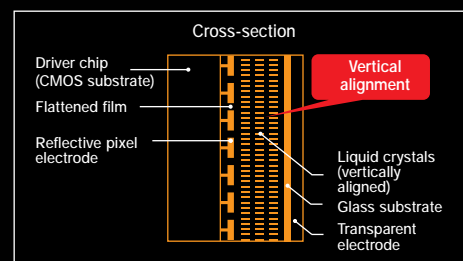 Cross-section
Driver chip
(CMOS substrate)
Flattened film
Reflective pixel
electrode
Vertical
alignment
Liquid crystals
(vertically
aligned)
Glass substrate
Transparent
electrode